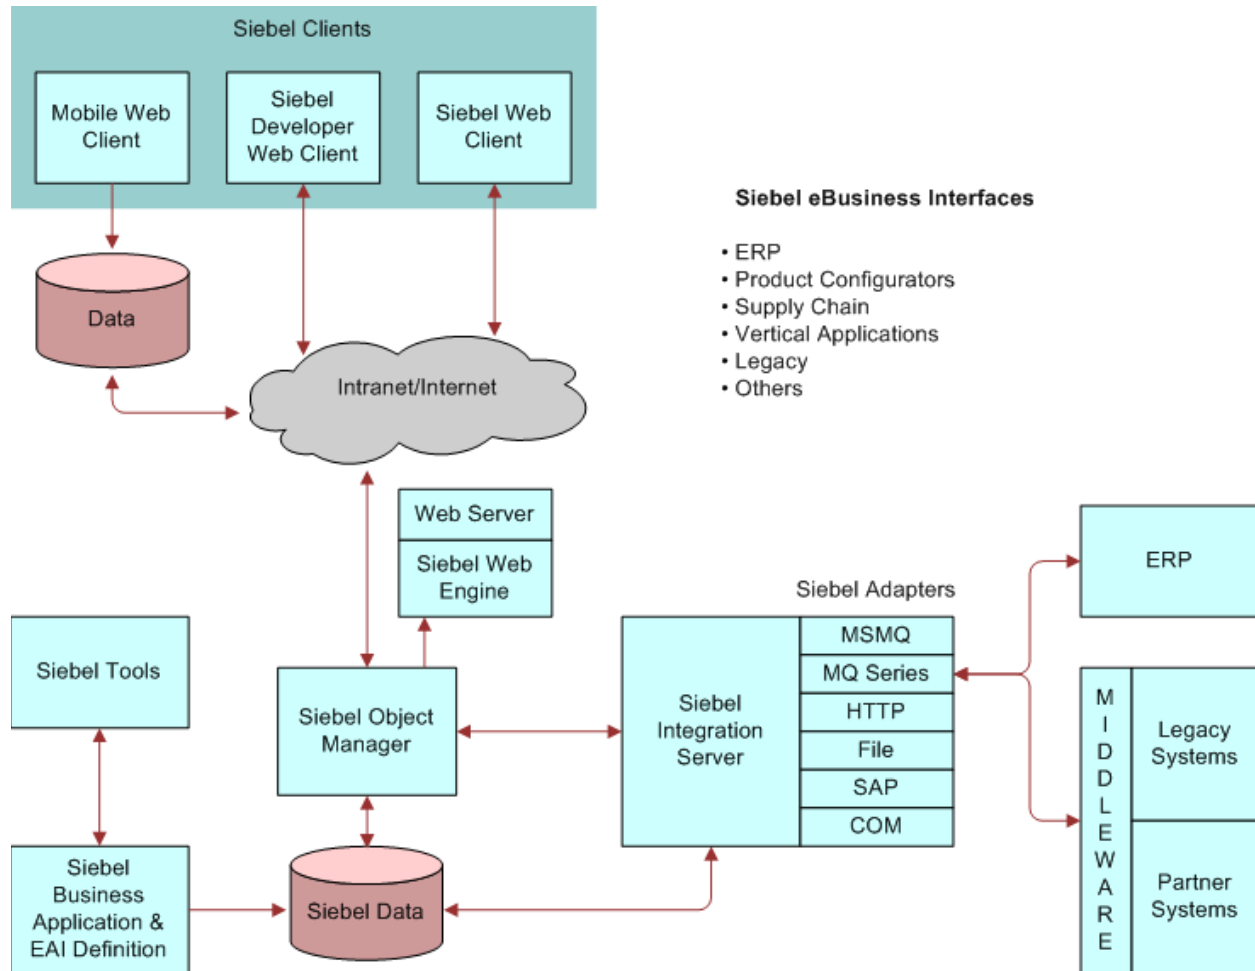 Siebel Clients
Mobile Web
Client
Siebel
Developer
Web Client
Siebel Web
Client
Siebel eBusiness Interfaces
• ERP
• Product Configurators
• Supply Chain
• Vertical Applications
• Legacy
• Others
Data
Intranet/Internet
Web Server
Siebel Web
Engine
Siebel Tools
Siebel Object
Manager
Siebel
Business
Application &
EAI Definition
Siebel Data
Siebel
Integration
Server
Siebel Adapters
MSMQ
MQ Series
HTTP
File
SAP
COM
ERP
M
I
D
D
L
E
W
A
R
E
Legacy
Systems
Partner
Systems